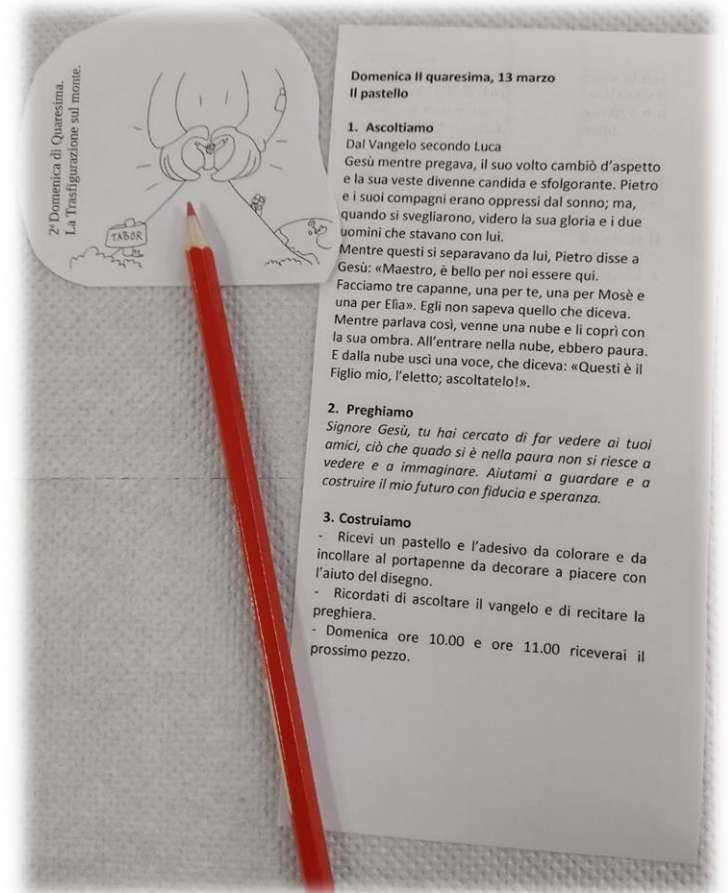 2ª Domenica di Quaresima.
La Trasfigurazione sul monte.
TABOR
Domenica II quaresima, 13 marzo
Il pastello
1. Ascoltiamo
Dal Vangelo secondo Luca
Gesù mentre pregava, il suo volto cambiò d’aspetto
e la sua veste divenne candida e sfolgorante. Pietro
e i suoi compagni erano oppressi dal sonno; ma,
quando si svegliarono, videro la sua gloria e i due
uomini che stavano con lui.
Mentre questi si separavano da lui, Pietro disse a
Gesù: «Maestro, è bello per noi essere qui.
Facciamo tre capanne, una per te, una per Mosè e
una per Elìa». Egli non sapeva quello che diceva.
Mentre parlava così, venne una nube e li coprì con
la sua ombra. All’entrare nella nube, ebbero paura.
E dalla nube uscì una voce, che diceva: «Questi è il
Figlio mio, l’eletto; ascoltatelo!».
2. Preghiamo
Signore Gesù, tu hai cercato di far vedere ai tuoi
amici, ciò che quado si è nella paura non si riesce a
vedere e a immaginare. Aiutami a guardare e a
costruire il mio futuro con fiducia e speranza.
3. Costruiamo
- Ricevi un pastello e l’adesivo da colorare e da
incollare al portapenne da decorare a piacere con
l’aiuto del disegno.
- Ricordati di ascoltare il vangelo e di recitare la
preghiera.
- Domenica ore 10.00 e ore 11.00 riceverai il
prossimo pezzo.